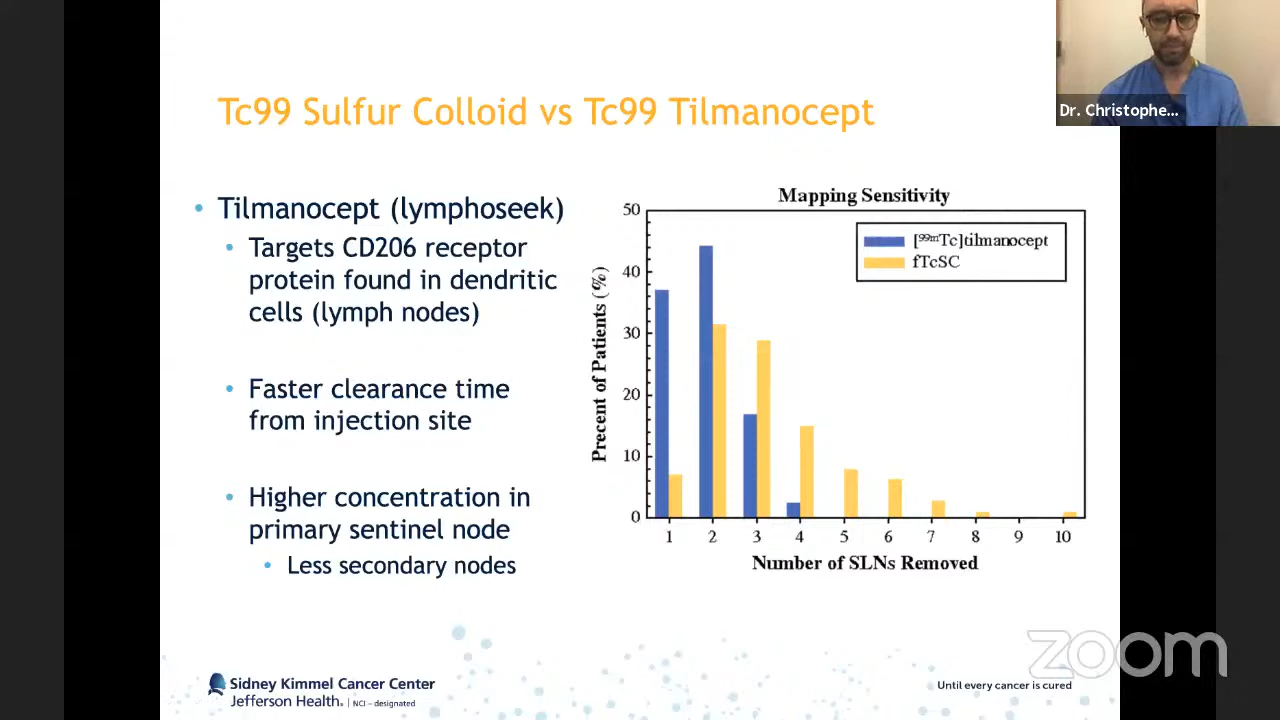 Dr. Christophe...
Tc99 Sulfur Colloid vs Tc99 Tilmanocept
• Tilmanocept (lymphoseek)
• Targets CD206 receptor
protein found in dendritic
cells (lymph nodes)
• Faster clearance time
from injection site
• Higher concentration in
primary sentinel node
• Less secondary nodes
Mapping Sensitivity
[⁹⁹ᵐTc]tilmanocept
fTcSC
Precent of Patients (%)
50
40
30
20
10
0
1 2 3 4 5 6 7 8 9 10
Number of SLNs Removed
zoom
Sidney Kimmel Cancer Center
Jefferson Health. | NCI – designated
Until every cancer is cured